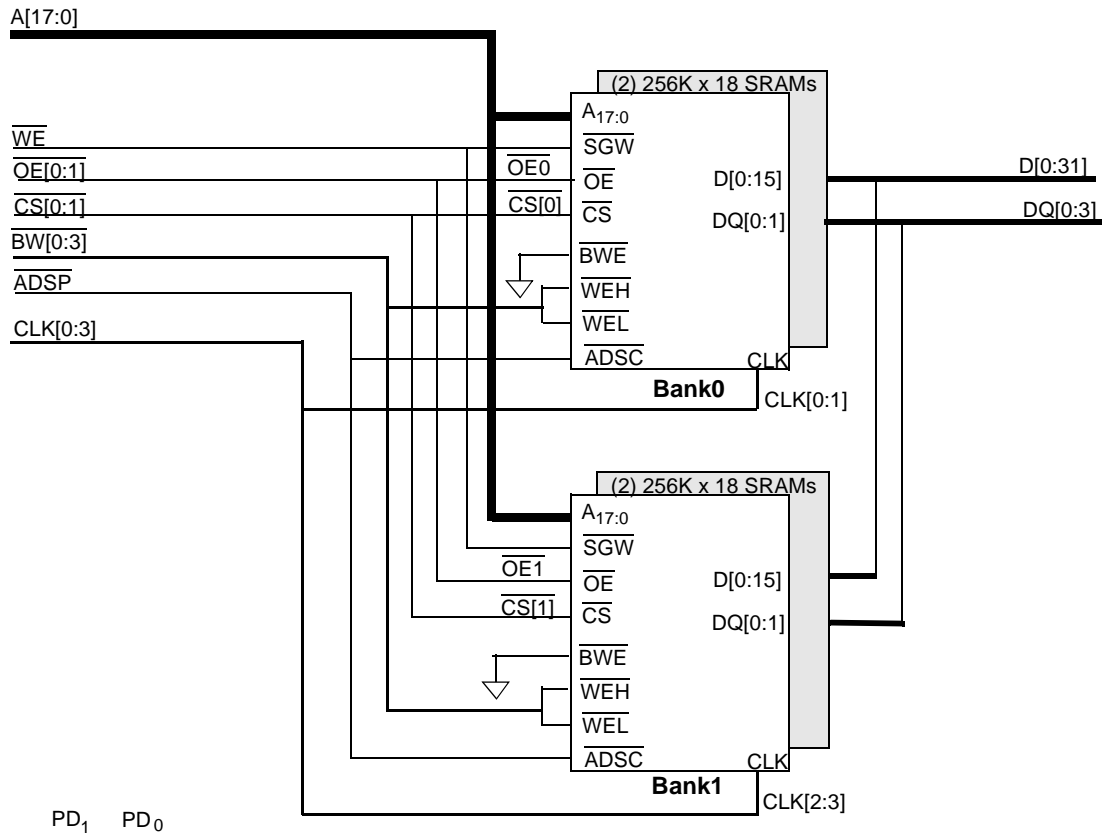 A[17:0]
WE
OE[0:1]
CS[0:1]
BW[0:3]
ADSP
CLK[0:3]
OE0
CS[0]
(2) 256K x 18 SRAMs
A17:0
SGW
OE
CS
BWE
WEH
WEL
ADSC
CLK
D[0:15]
DQ[0:1]
Bank0
CLK[0:1]
D[0:31]
DQ[0:3]
(2) 256K x 18 SRAMs
A17:0
SGW
OE1
OE
CS[1]
CS
BWE
WEH
WEL
ADSC
CLK
D[0:15]
DQ[0:1]
Bank1
CLK[2:3]
PD1 PD0